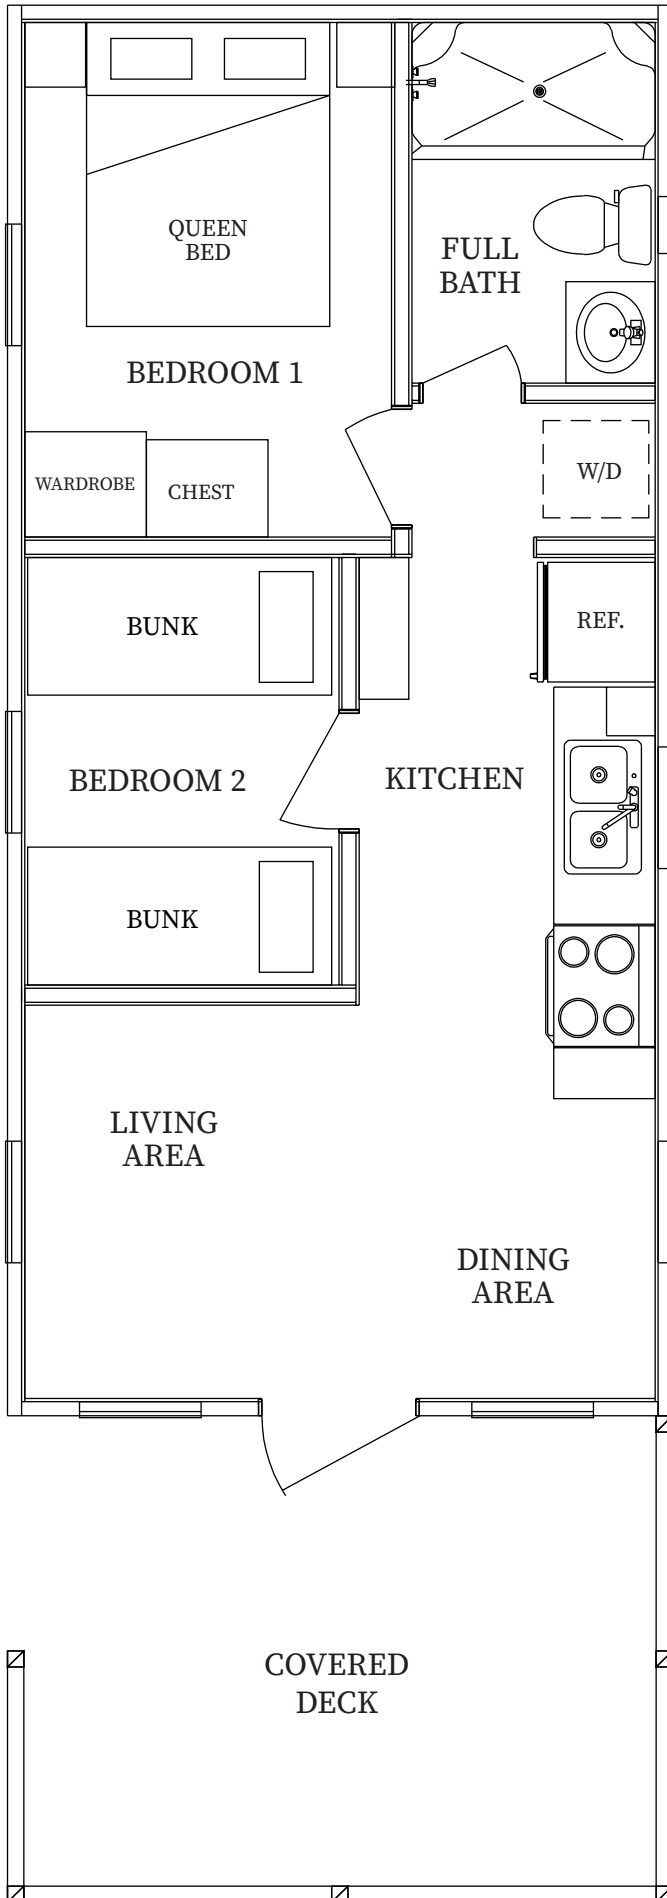 QUEEN
BED
FULL
BATH
BEDROOM 1
WARDROBE
CHEST
W/D
BUNK
REF.
BEDROOM 2
KITCHEN
BUNK
LIVING
AREA
DINING
AREA
COVERED
DECK